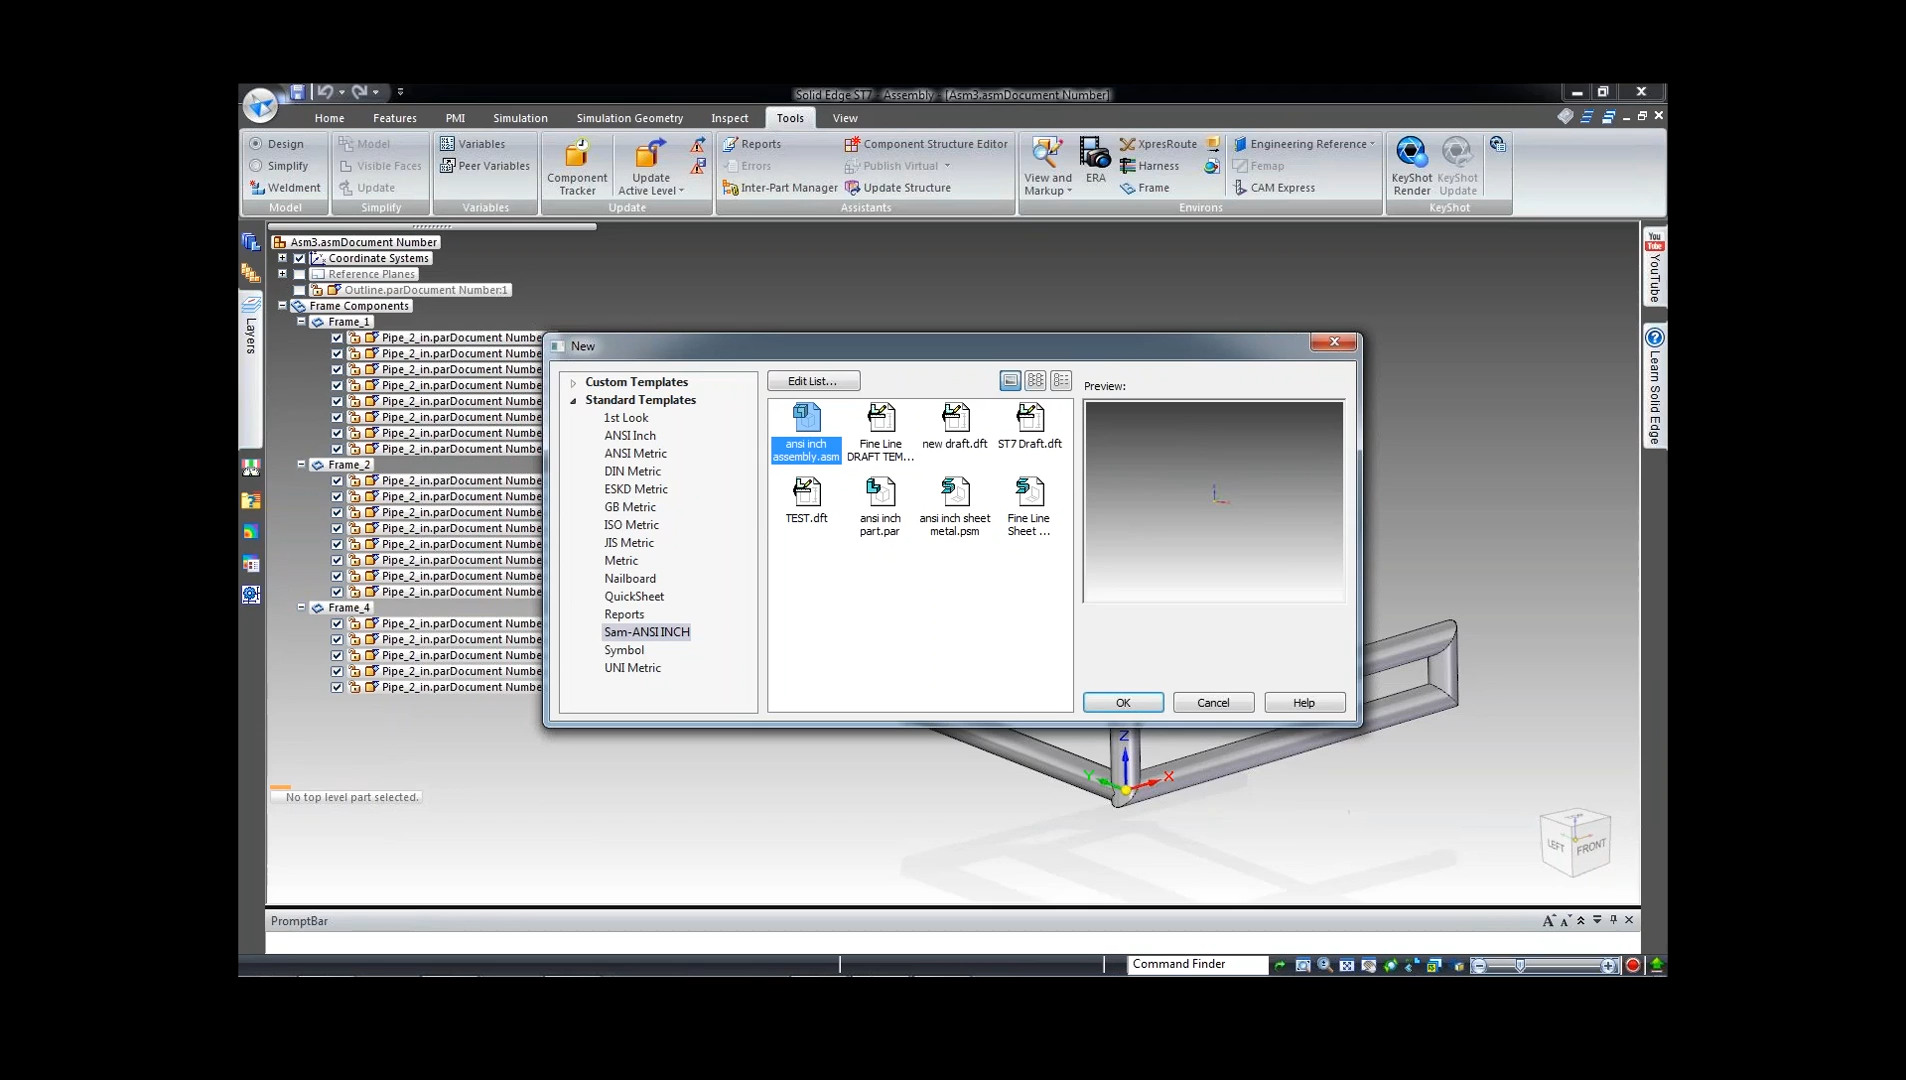 Solid Edge ST7 - Assembly - [Asm3.asmDocument Number]
Home Features PMI Simulation Simulation Geometry Inspect Tools View
Design Model Variables Reports Component Structure Editor XpresRoute Engineering Reference
Simplify Visible Faces Peer Variables Errors Publish Virtual Harness Femap
Weldment Update Component Tracker Update Active Level Inter-Part Manager Update Structure View and Markup ERA Frame CAM Express KeyShot Render KeyShot Update
Model Simplify Variables Update Assistants Environs KeyShot
Asm3.asmDocument Number
Coordinate Systems
Reference Planes
Outline.parDocument Number:1
Frame Components
Frame_1
Pipe_2_in.parDocument Numbe
Pipe_2_in.parDocument Numbe
Pipe_2_in.parDocument Numbe
Pipe_2_in.parDocument Numbe
Pipe_2_in.parDocument Numbe
Pipe_2_in.parDocument Numbe
Pipe_2_in.parDocument Numbe
Pipe_2_in.parDocument Numbe
Frame_2
Pipe_2_in.parDocument Numbe
Pipe_2_in.parDocument Numbe
Pipe_2_in.parDocument Numbe
Pipe_2_in.parDocument Numbe
Pipe_2_in.parDocument Numbe
Pipe_2_in.parDocument Numbe
Pipe_2_in.parDocument Numbe
Pipe_2_in.parDocument Numbe
Frame_4
Pipe_2_in.parDocument Numbe
Pipe_2_in.parDocument Numbe
Pipe_2_in.parDocument Numbe
Pipe_2_in.parDocument Numbe
Pipe_2_in.parDocument Numbe
No top level part selected.
Layers
New
Custom Templates
Standard Templates
1st Look
ANSI Inch
ANSI Metric
DIN Metric
ESKD Metric
GB Metric
ISO Metric
JIS Metric
Metric
Nailboard
QuickSheet
Reports
Sam-ANSI INCH
Symbol
UNI Metric
Edit List...
Preview:
ansi inch assembly.asm
Fine Line DRAFT TEM...
new draft.dft
ST7 Draft.dft
TEST.dft
ansi inch part.par
ansi inch sheet metal.psm
Fine Line Sheet ...
OK Cancel Help
You Tube
YouTube
Learn Solid Edge
Z
Y X
LEFT FRONT
PromptBar
Command Finder